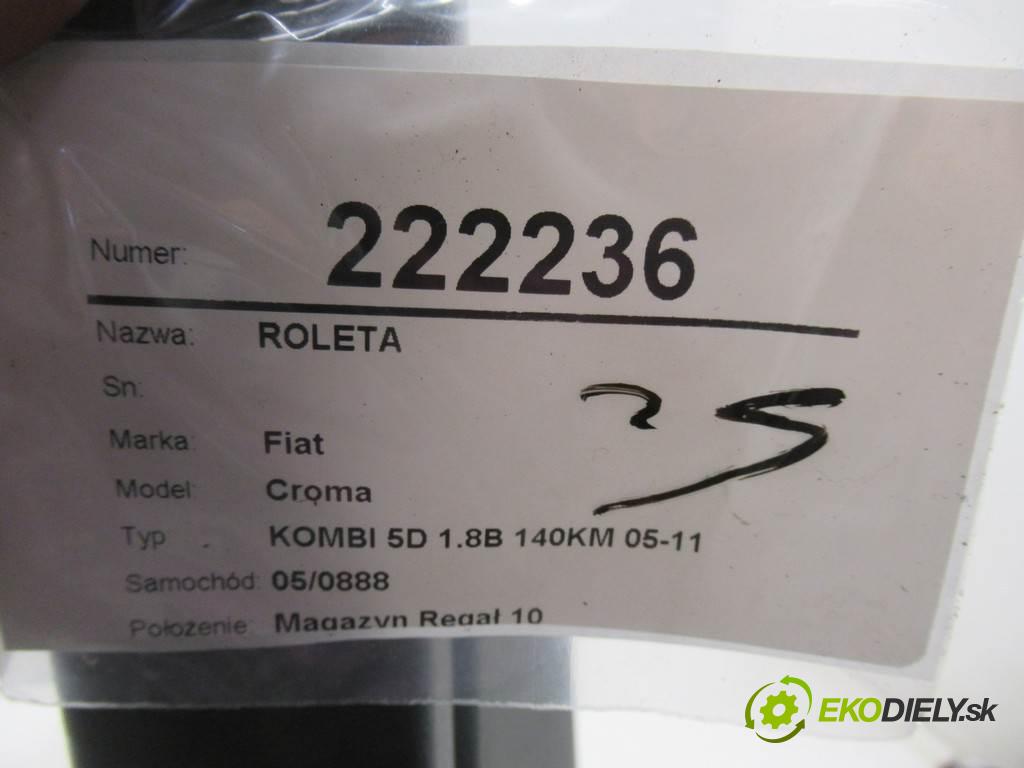 Numer: 222236
Nazwa: ROLETA
Sn:
Marka: Fiat
Model: Croma
Typ KOMBI 5D 1.8B 140KM 05-11
Samochód: 05/0888
Położenie: Magazyn Regał 10
25
EKODIELY.sk